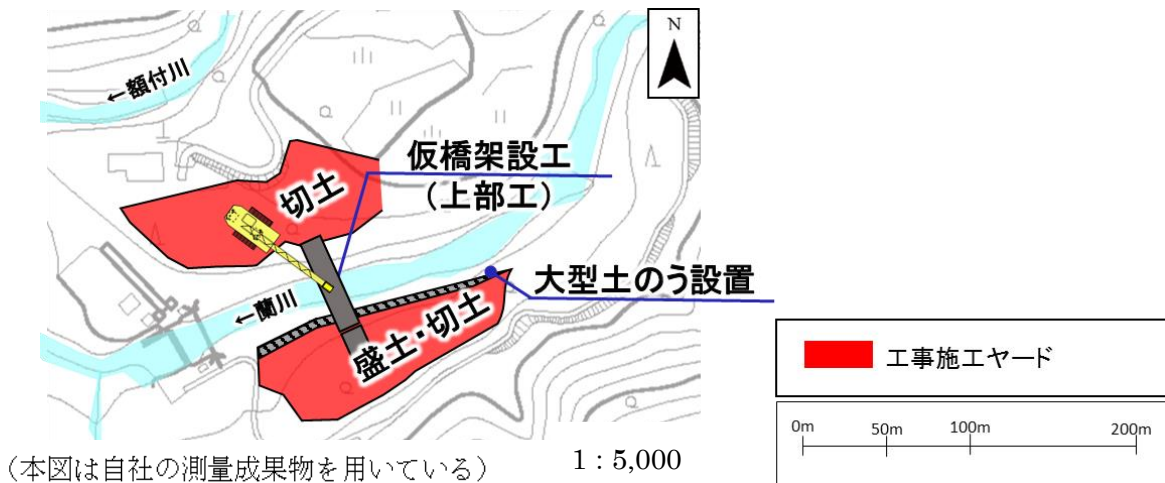 N
←額付川
仮橋架設工
（上部工）
切土
大型土のう設置
←蘭川
盛土・切土
工事施工ヤード
0m 50m 100m 200m
（本図は自社の測量成果物を用いている） 1：5,000